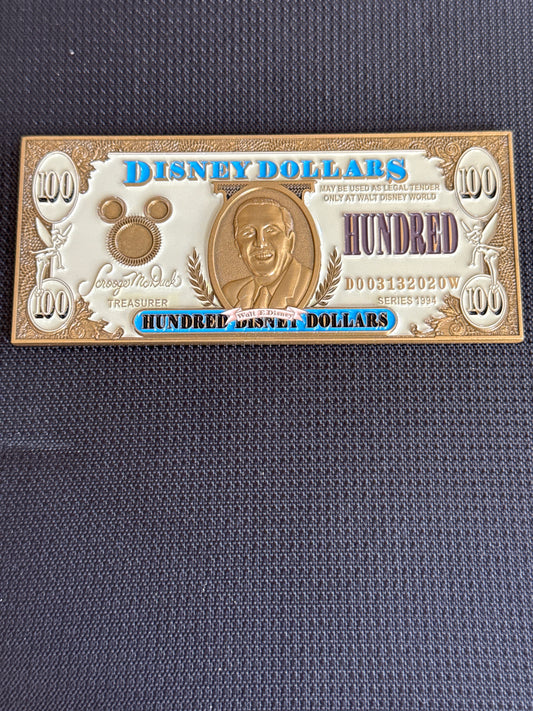 DISNEY DOLLARS
100
100
MAY BE USED AS LEGAL TENDER
ONLY AT WALT DISNEY WORLD
HUNDRED
D003132020W
SERIES 1994
Scrooge McDuck
TREASURER
100
100
Walt E Disney
HUNDRED DISNEY DOLLARS